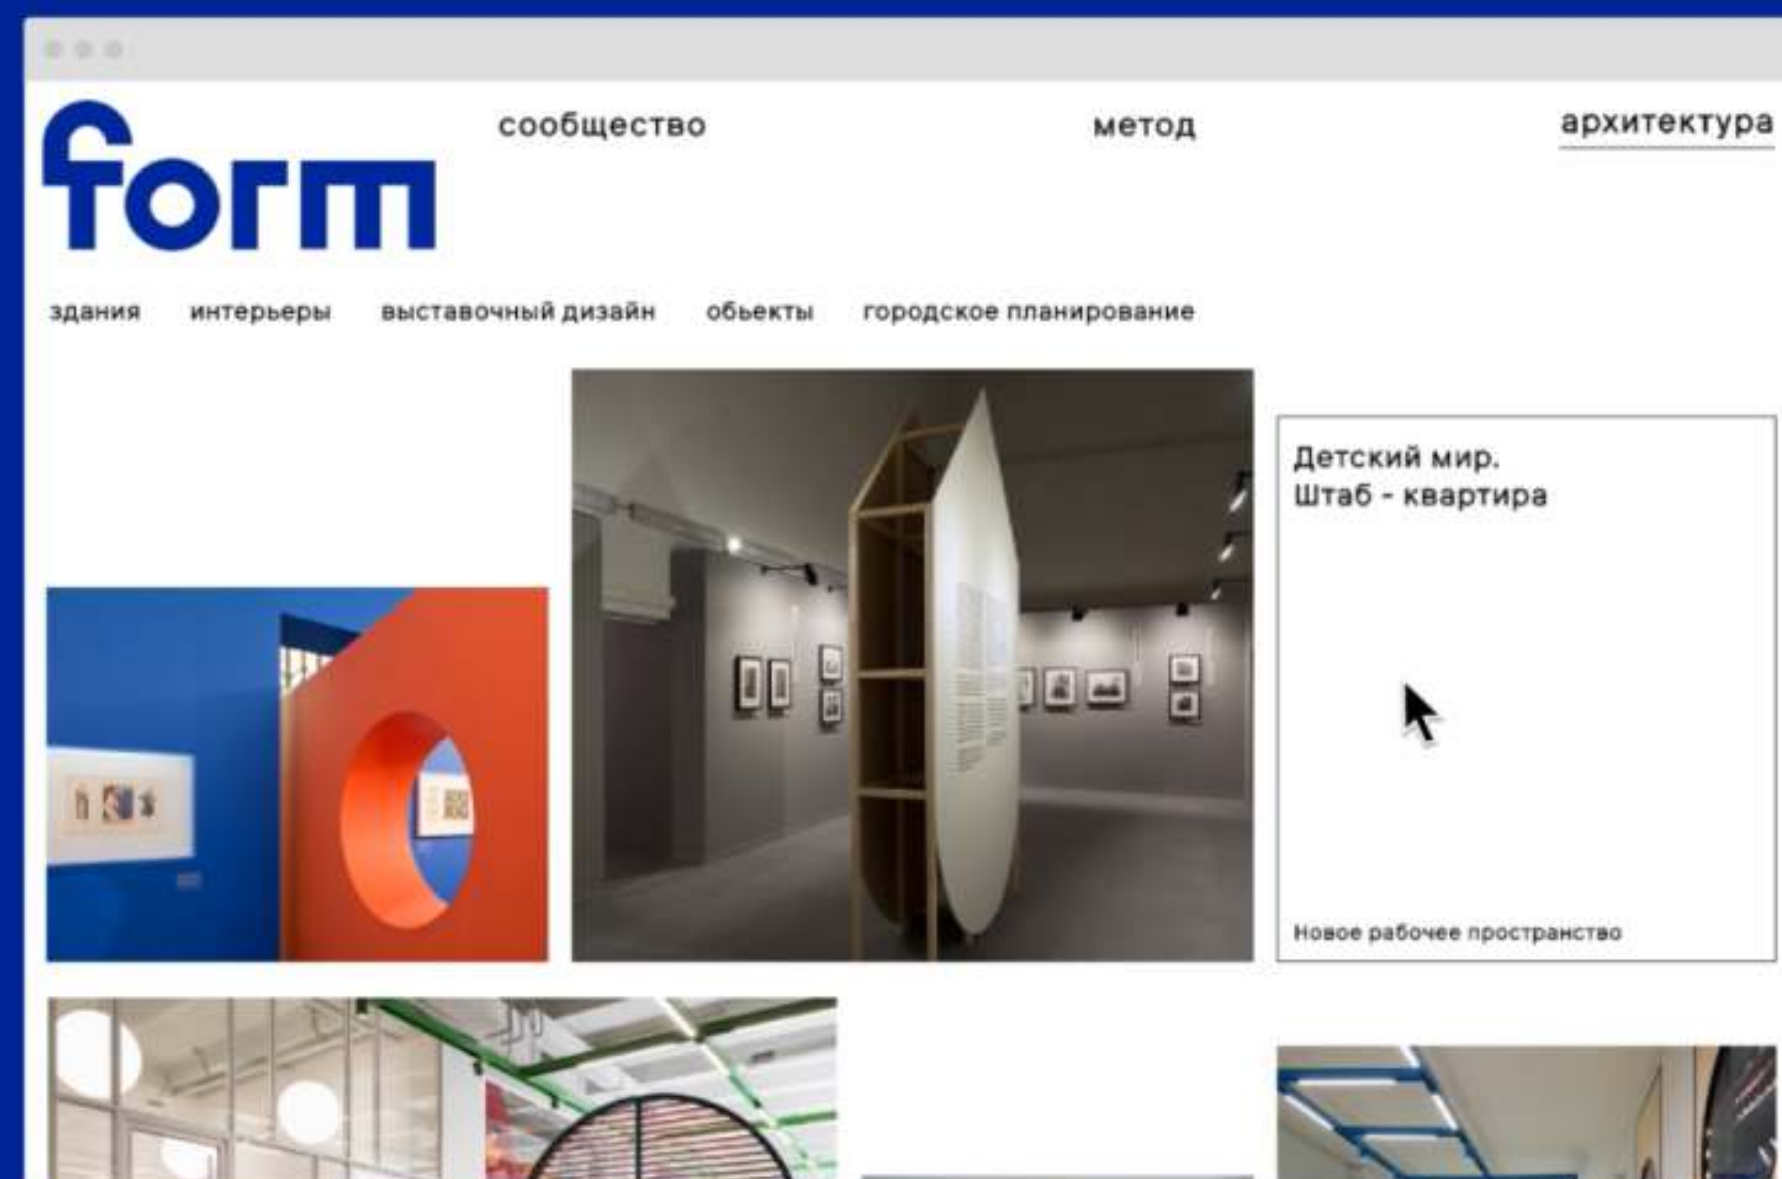 form
сообщество
метод
архитектура
здания
интерьеры
выставочный дизайн
обьекты
городское планирование
Детский мир.
Штаб - квартира
Новое рабочее пространство